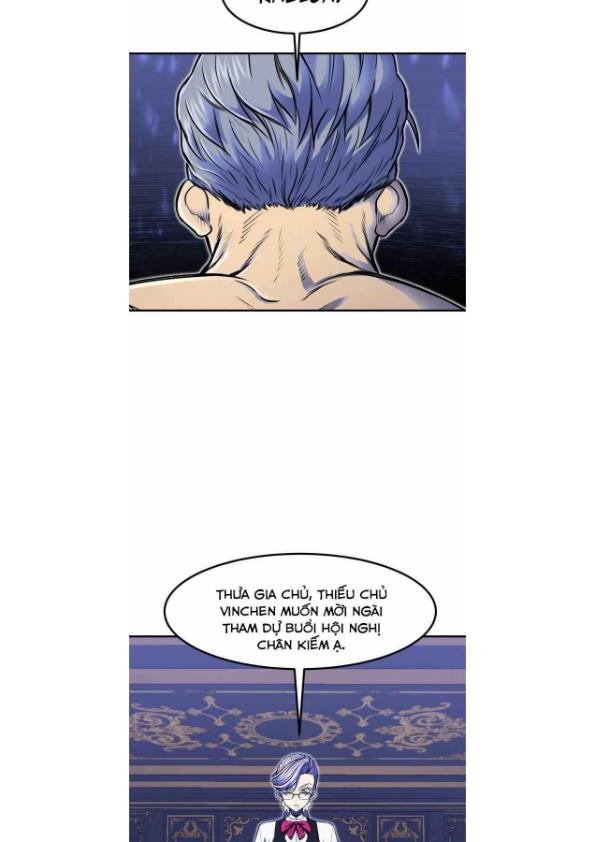 THƯA GIA CHỦ, THIẾU CHỦ
VINCHEN MUỐN MỜI NGÀI
THAM DỰ BUỔI HỘI NGHỊ
CHÂN KIẾM Ạ.